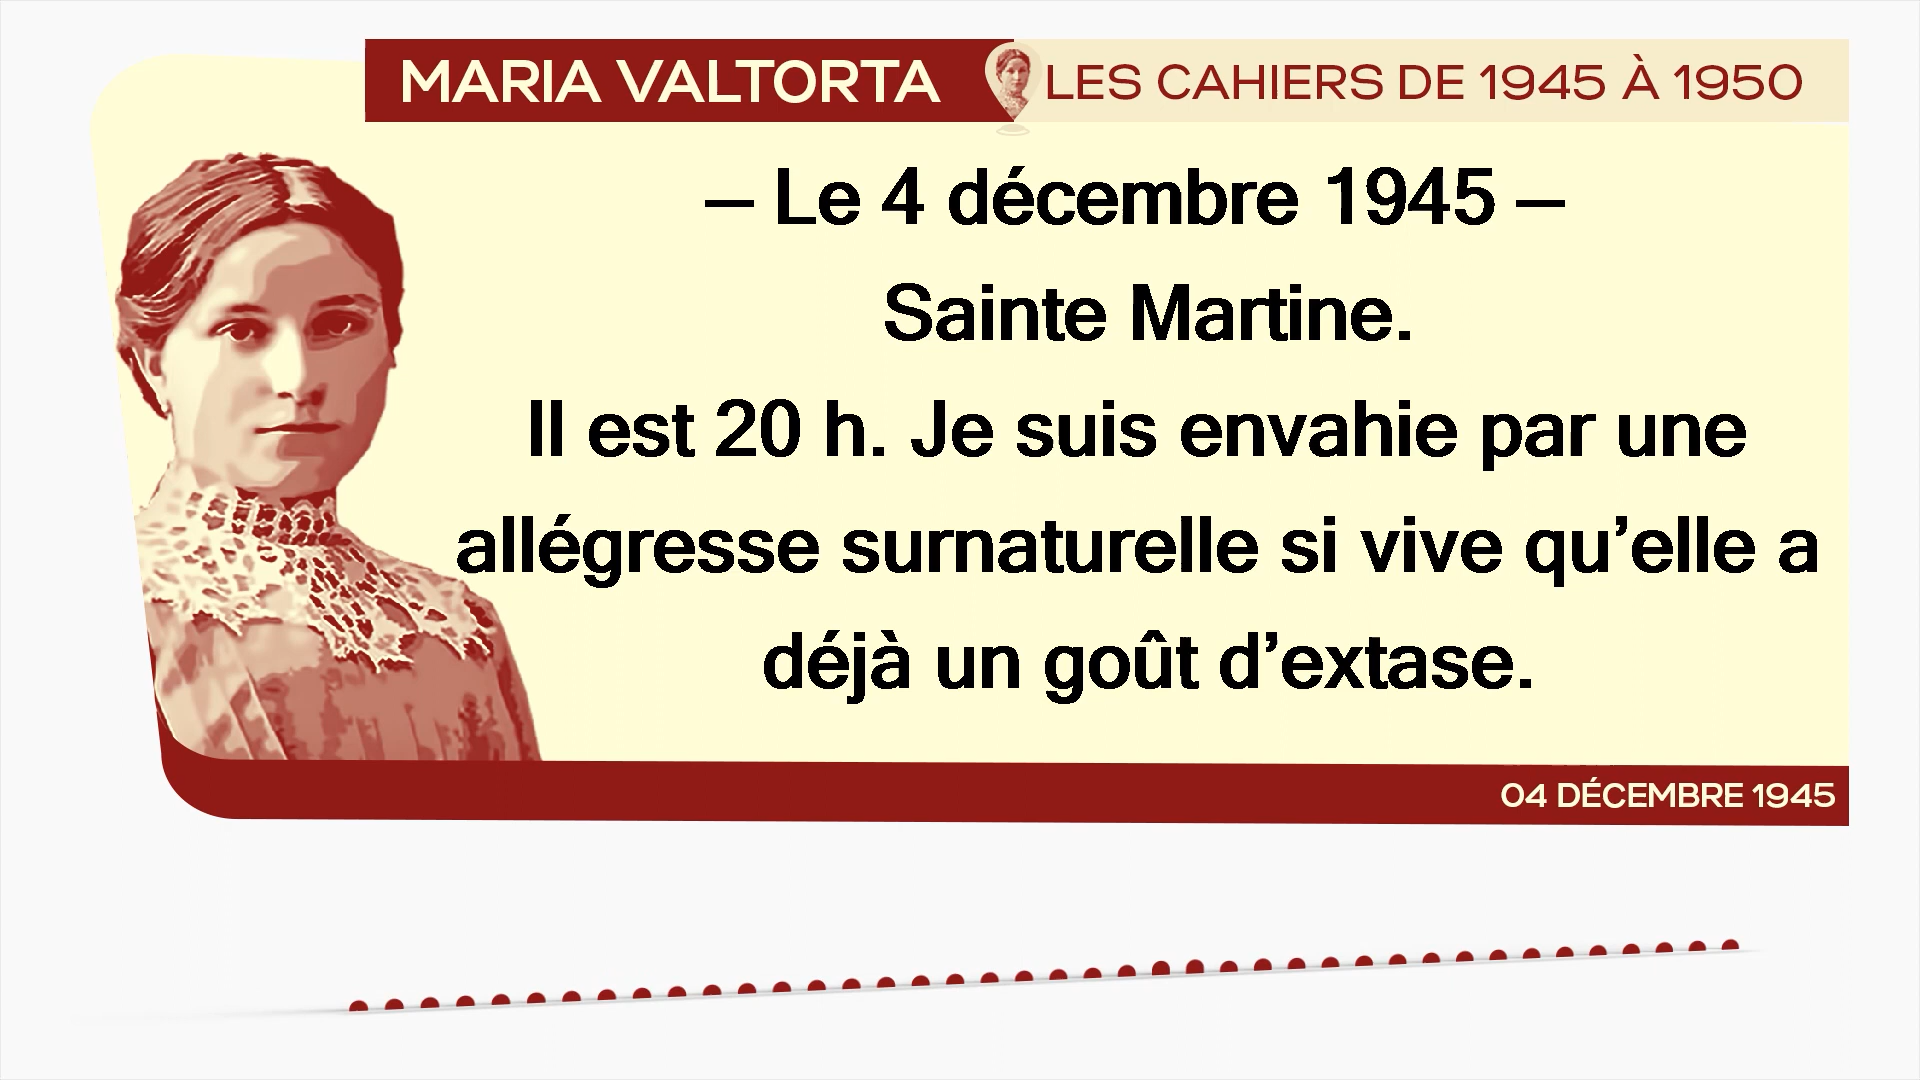 MARIA VALTORTA
LES CAHIERS DE 1945 À 1950
– Le 4 décembre 1945 –
Sainte Martine.
Il est 20 h. Je suis envahie par une
allégresse surnaturelle si vive qu’elle a
déjà un goût d’extase.
04 DÉCEMBRE 1945